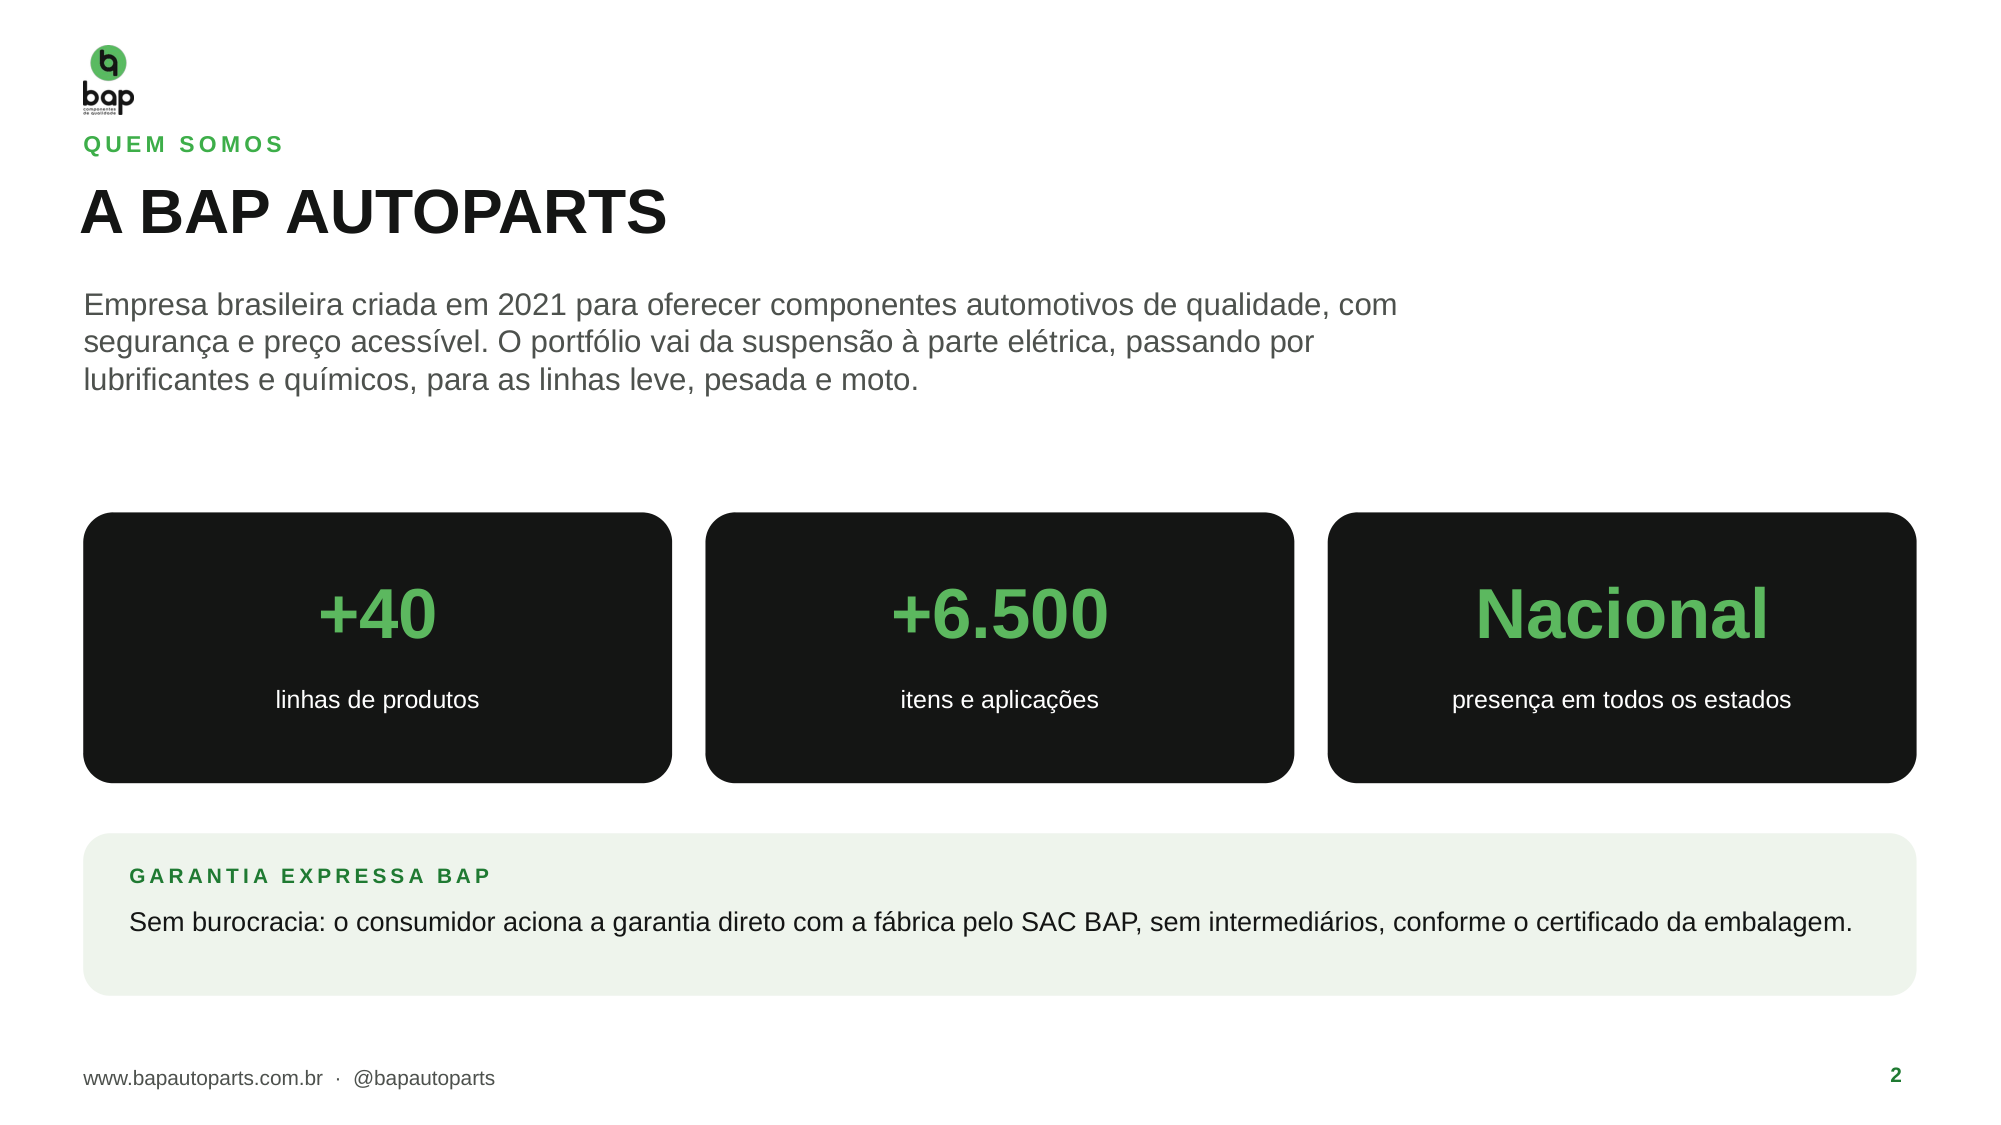 bap
componentes
de qualidade
QUEM SOMOS
A BAP AUTOPARTS
Empresa brasileira criada em 2021 para oferecer componentes automotivos de qualidade, com
segurança e preço acessível. O portfólio vai da suspensão à parte elétrica, passando por
lubrificantes e químicos, para as linhas leve, pesada e moto.
+40
linhas de produtos
+6.500
itens e aplicações
Nacional
presença em todos os estados
GARANTIA EXPRESSA BAP
Sem burocracia: o consumidor aciona a garantia direto com a fábrica pelo SAC BAP, sem intermediários, conforme o certificado da embalagem.
www.bapautoparts.com.br · @bapautoparts
2